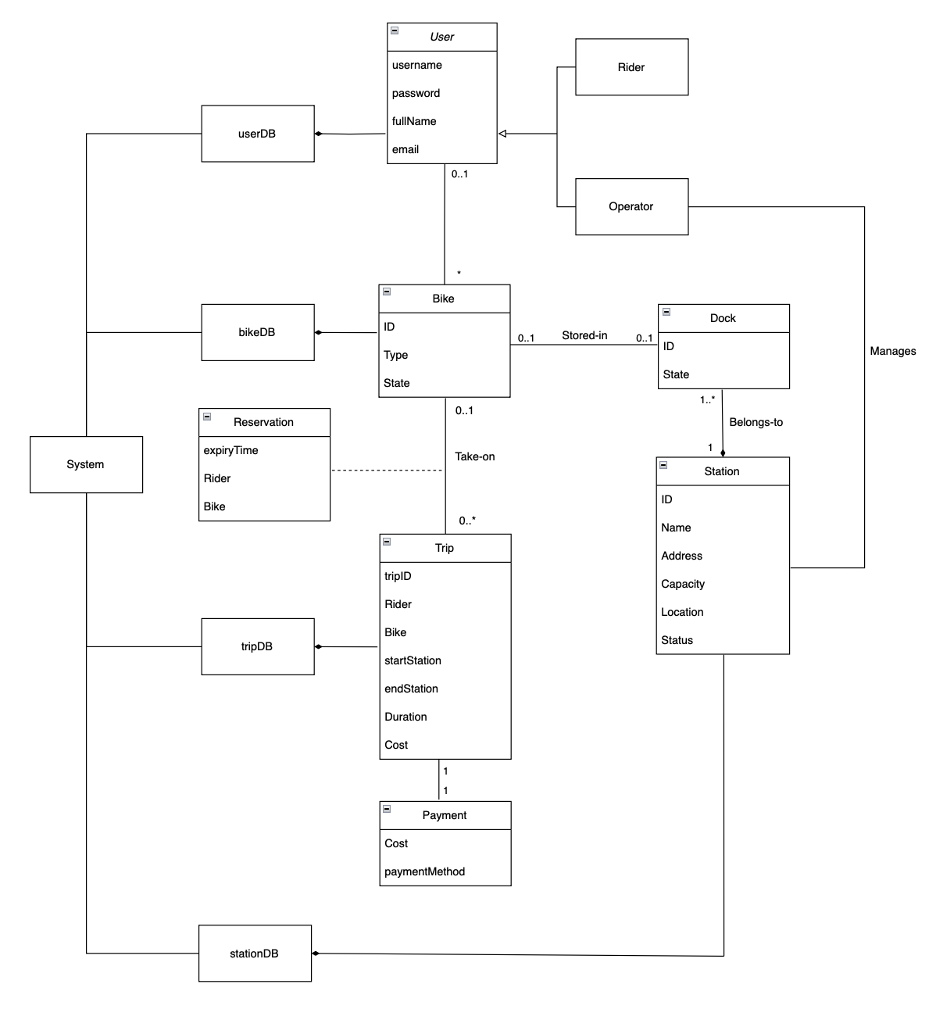 User
username
password
fullName
email
Rider
userDB
Operator
0..1
*
Bike
ID
Type
State
bikeDB
0..1
Stored-in
0..1
Dock
ID
State
Manages
1..*
Belongs-to
1
0..1
Take-on
0..*
Reservation
expiryTime
Rider
Bike
System
Station
ID
Name
Address
Capacity
Location
Status
Trip
tripID
Rider
Bike
startStation
endStation
Duration
Cost
tripDB
1
1
Payment
Cost
paymentMethod
stationDB